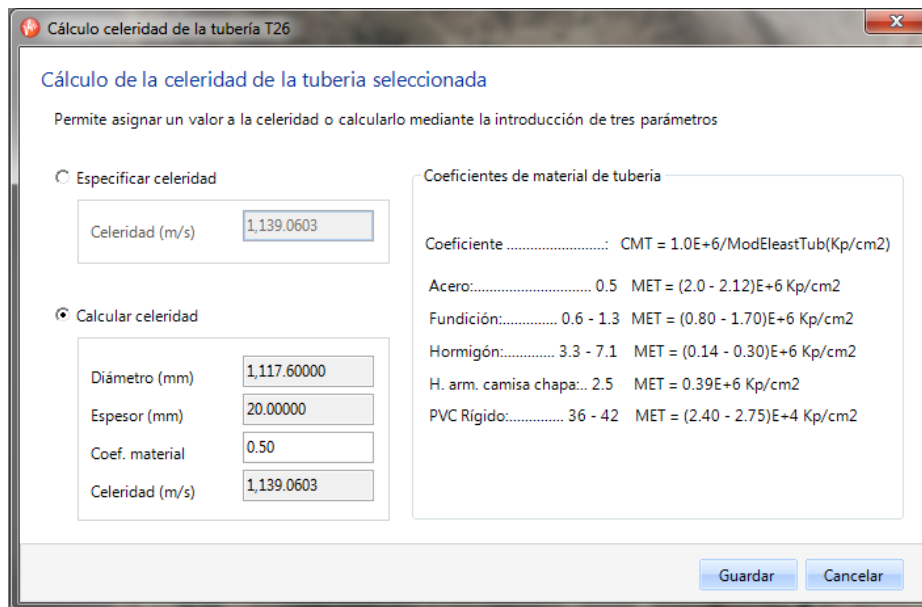 Cálculo celeridad de la tubería T26
Cálculo de la celeridad de la tuberia seleccionada
Permite asignar un valor a la celeridad o calcularlo mediante la introducción de tres parámetros
Especificar celeridad
Celeridad (m/s) 1,139.0603
Calcular celeridad
Diámetro (mm) 1,117.60000
Espesor (mm) 20.00000
Coef. material 0.50
Celeridad (m/s) 1,139.0603
Coeficientes de material de tuberia
Coeficiente ........................: CMT = 1.0E+6/ModEleastTub(Kp/cm2)
Acero:............................. 0.5 MET = (2.0 - 2.12)E+6 Kp/cm2
Fundición:............. 0.6 - 1.3 MET = (0.80 - 1.70)E+6 Kp/cm2
Hormigón:............ 3.3 - 7.1 MET = (0.14 - 0.30)E+6 Kp/cm2
H. arm. camisa chapa:.. 2.5 MET = 0.39E+6 Kp/cm2
PVC Rígido:.............. 36 - 42 MET = (2.40 - 2.75)E+4 Kp/cm2
Guardar Cancelar